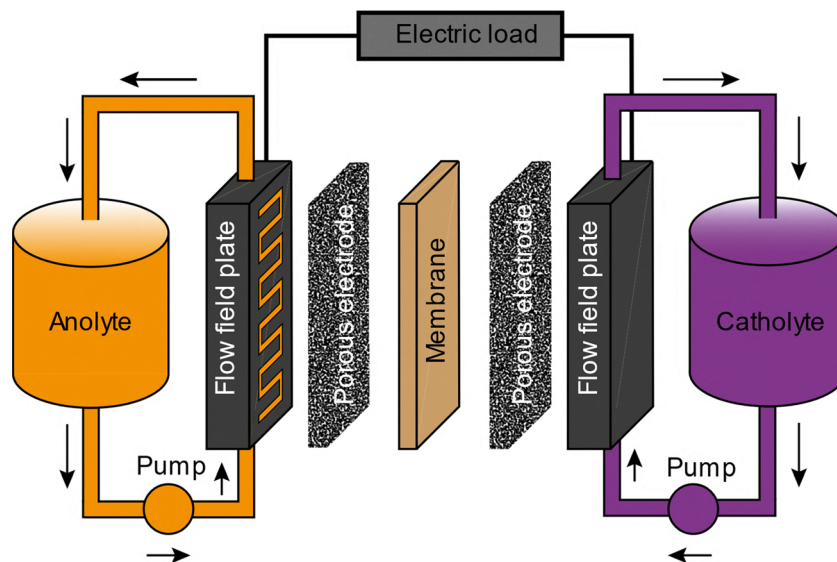 Electric load
Anolyte
Flow field plate
Porous electrode
Membrane
Porous electrode
Flow field plate
Catholyte
Pump
Pump